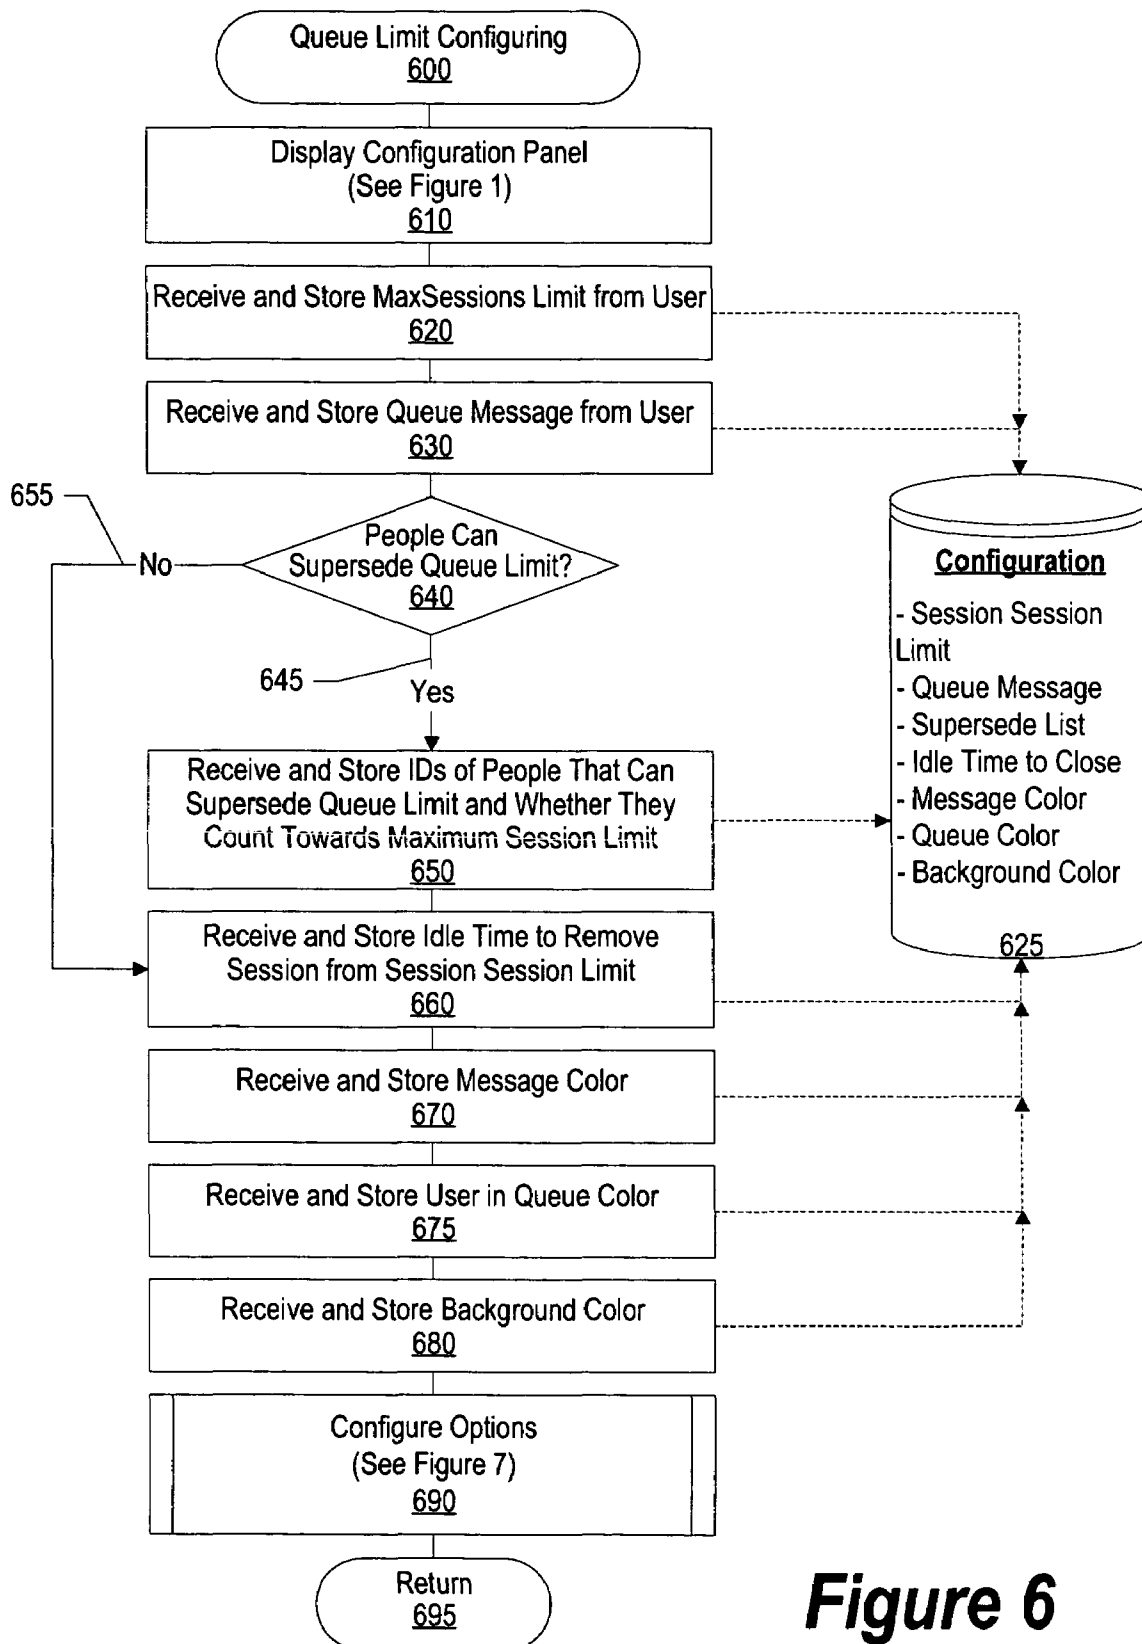 Queue Limit Configuring
600
Display Configuration Panel
(See Figure 1)
610
Receive and Store MaxSessions Limit from User
620
Receive and Store Queue Message from User
630
655
No
People Can
Supersede Queue Limit?
640
645
Yes
Receive and Store IDs of People That Can
Supersede Queue Limit and Whether They
Count Towards Maximum Session Limit
650
Receive and Store Idle Time to Remove
Session from Session Session Limit
660
Receive and Store Message Color
670
Receive and Store User in Queue Color
675
Receive and Store Background Color
680
Configure Options
(See Figure 7)
690
Return
695
Configuration
- Session Session
Limit
- Queue Message
- Supersede List
- Idle Time to Close
- Message Color
- Queue Color
- Background Color
625
Figure 6